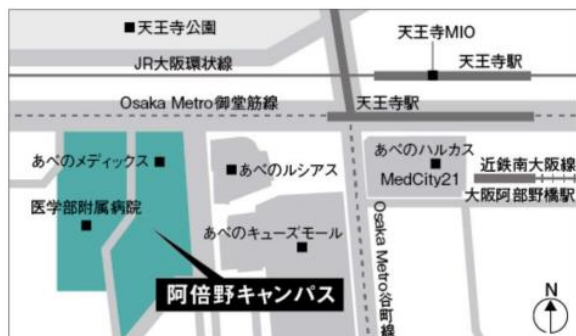 天王寺公園
天王寺MIO
JR大阪環状線
天王寺駅
Osaka Metro御堂筋線
天王寺駅
あべのメディックス
あべのルシアス
あべのハルカス
MedCity21
近鉄南大阪線
大阪阿部野橋駅
医学部附属病院
あべのキューズモール
Osaka Metro谷町線
阿倍野キャンパス
N